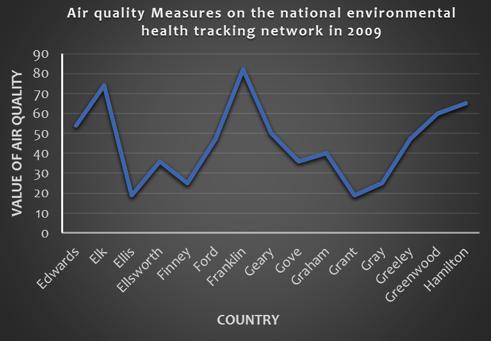 Air quality Measures on the national environmental
health tracking network in 2009
VALUE OF AIR QUALITY
90
80
70
60
50
40
30
20
10
0
Edwards
Elk
Ellis
Ellsworth
Finney
Ford
Franklin
Geary
Gove
Graham
Grant
Gray
Greeley
Greenwood
Hamilton
COUNTRY